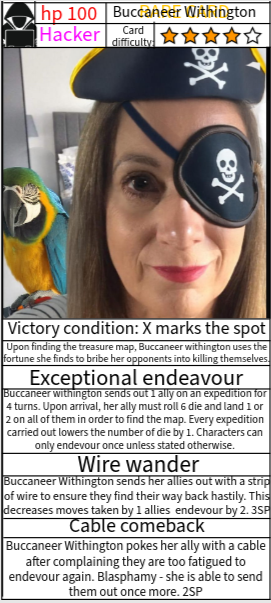 hp 100
Buccaneer Withington
RARE CARD
Hacker
Card
difficulty:
Victory condition: X marks the spot
Upon finding the treasure map, Buccaneer withington uses the
fortune she finds to bribe her opponents into killing themselves.
Exceptional endeavour
Buccaneer withington sends out 1 ally on an expedition for
4 turns. Upon arrival, her ally must roll 6 die and land 1 or
2 on all of them in order to find the map. Every expedition
carried out lowers the number of die by 1. Characters can
only endevour once unless stated otherwise.
Wire wander
Buccaneer Withington sends her allies out with a strip
of wire to ensure they find their way back hastily. This
decreases moves taken by 1 allies  endevour by 2. 3SP
Cable comeback
Buccaneer Withington pokes her ally with a cable
after complaining they are too fatigued to
endevour again. Blasphamy - she is able to send
them out once more. 2SP